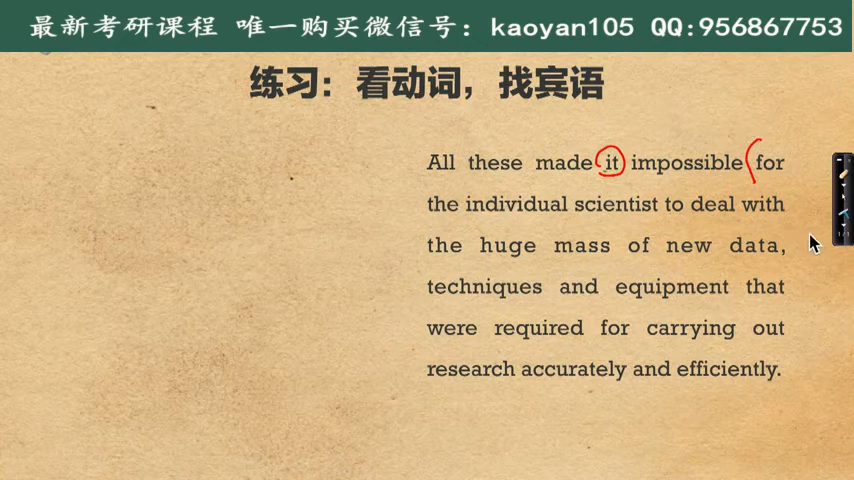 最新考研课程 唯一购买微信号：kaoyan105 QQ:956867753
练习：看动词，找宾语
All these made it impossible for
the individual scientist to deal with
the huge mass of new data,
techniques and equipment that
were required for carrying out
research accurately and efficiently.